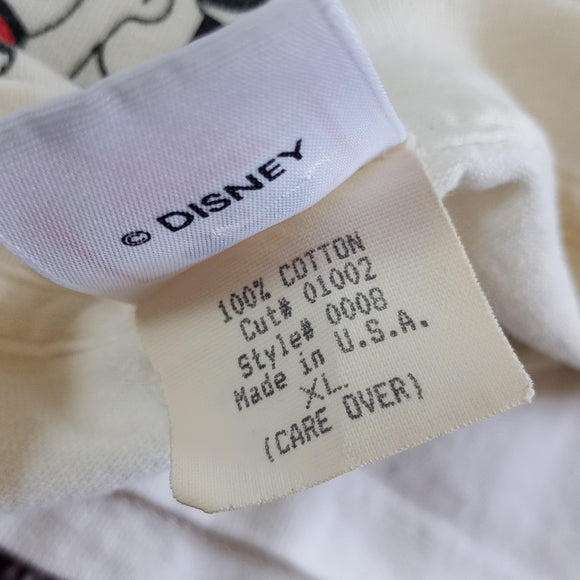 © DISNEY
100% COTTON
Cut# 01002
Style# 0008
Made in U.S.A.
XL
(CARE OVER)